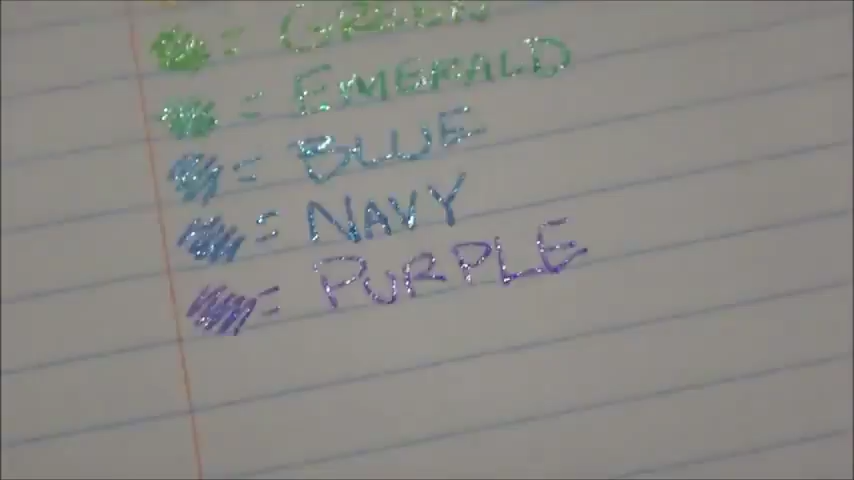 = GREEN
= EMERALD
= BLUE
= NAVY
= PURPLE